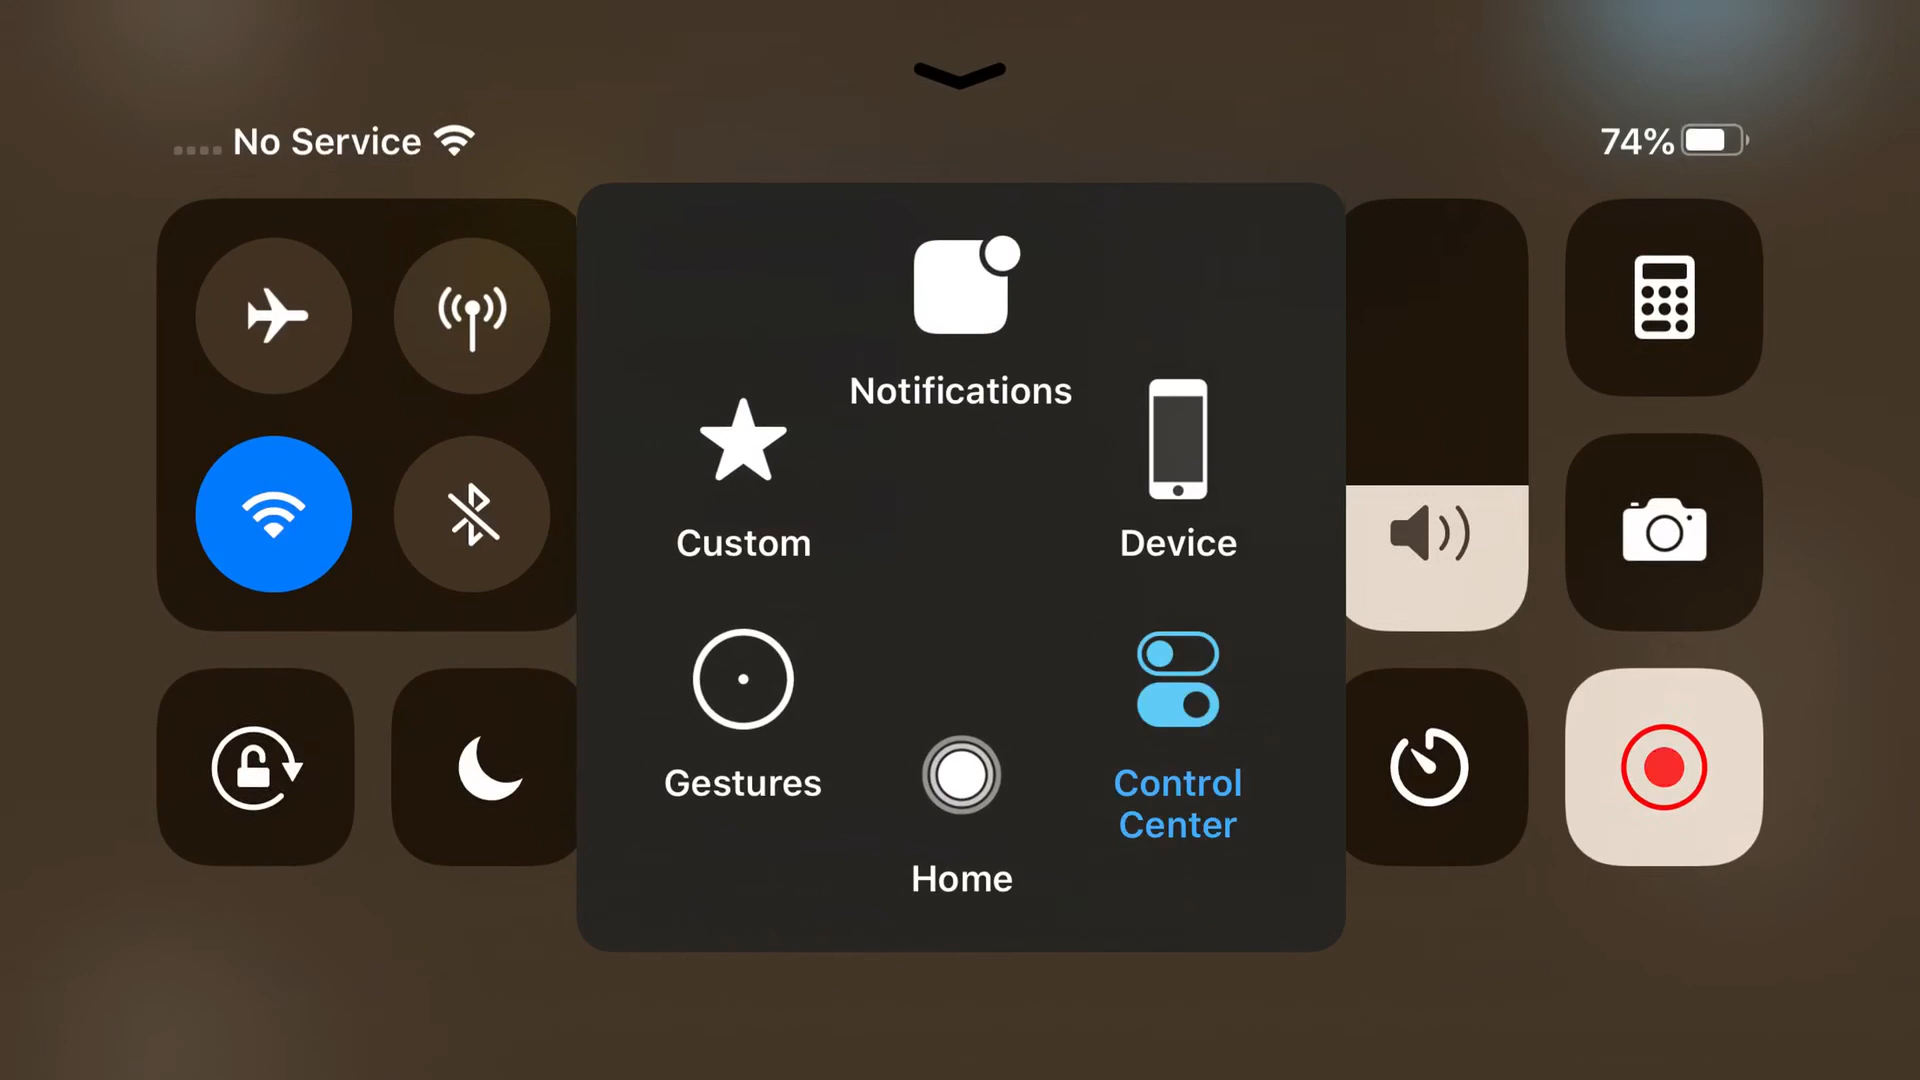 No Service
74%
Notifications
Custom
Device
Gestures
Control
Center
Home